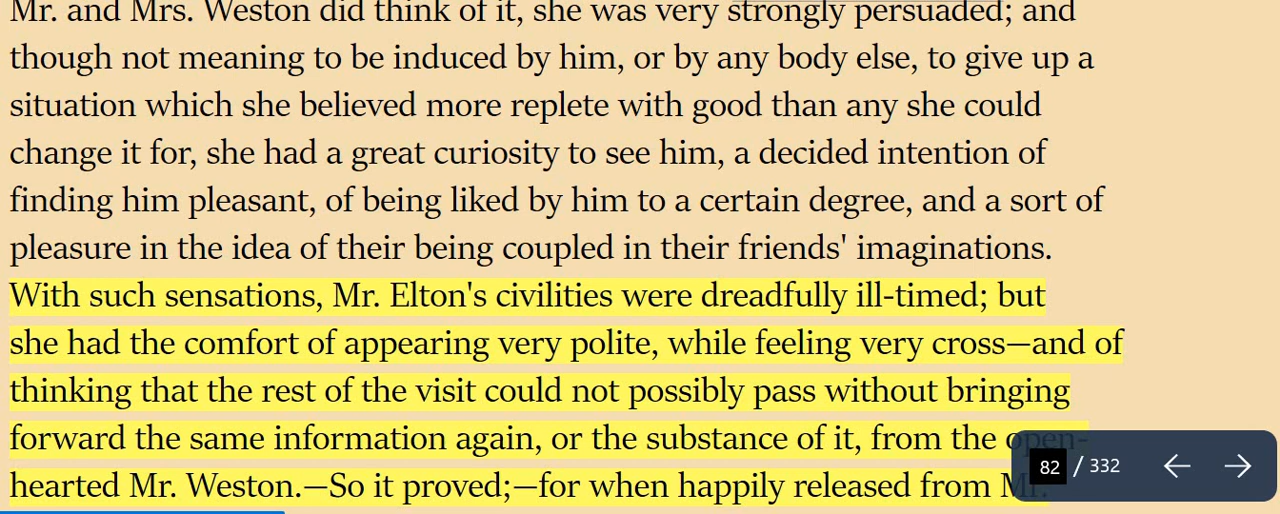 Mr. and Mrs. Weston did think of it, she was very strongly persuaded; and
though not meaning to be induced by him, or by any body else, to give up a
situation which she believed more replete with good than any she could
change it for, she had a great curiosity to see him, a decided intention of
finding him pleasant, of being liked by him to a certain degree, and a sort of
pleasure in the idea of their being coupled in their friends' imaginations.
With such sensations, Mr. Elton's civilities were dreadfully ill-timed; but
she had the comfort of appearing very polite, while feeling very cross—and of
thinking that the rest of the visit could not possibly pass without bringing
forward the same information again, or the substance of it, from the open-
hearted Mr. Weston.—So it proved;—for when happily released from Mr.
82 / 332